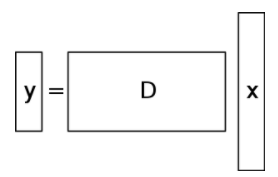 y = D x